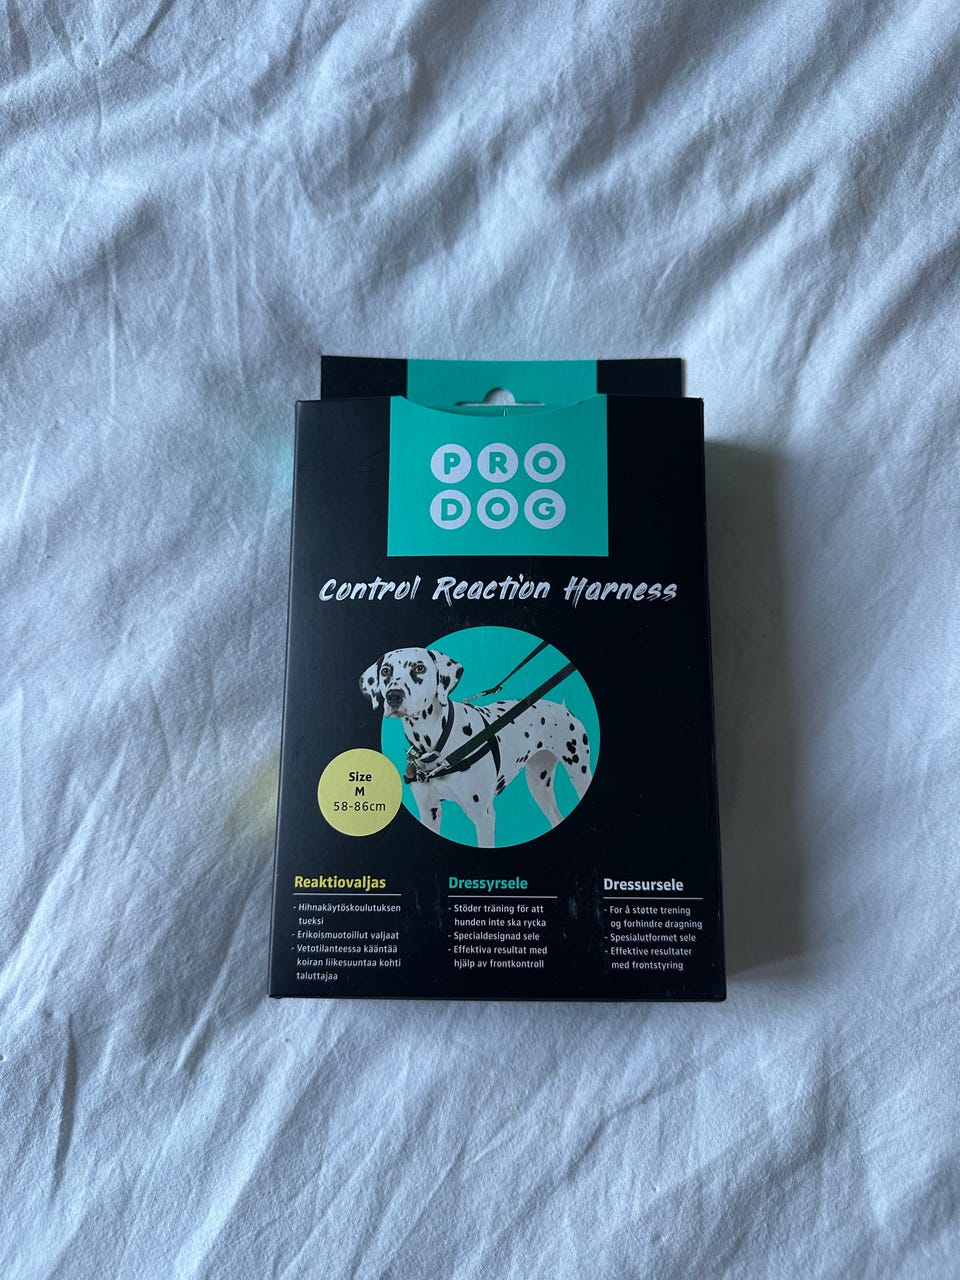 PRO
DOG
Control Reaction Harness
Size
M
58-86cm
Reaktiovaljas
- Hihnakäytöskoulutuksen
tueksi
- Erikoismuotoillut valjaat
- Vetotilanteessa kääntää
koiran liikesuuntaa kohti
taluttajaa
Dressyrsele
- Stöder träning för att
hunden inte ska rycka
- Specialdesignad sele
- Effektiva resultat med
hjälp av frontkontroll
Dressursele
- For å støtte trening
og forhindre dragning
- Spesialutformet sele
- Effektive resultater
med frontstyring